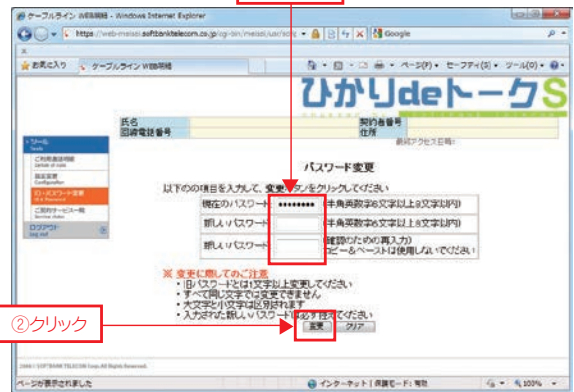 ケーブルライン WEB明細 - Windows Internet Explorer
https://web-meisai.softbanktelecom.co.jp/cgi-bin/meisai/usr/
Google
お気に入り ケーブルライン WEB明細
ページ(P) セーフティ(S) ツール(O)
ひかりdeトークS
氏名 契約者番号
回線電話番号 住所
最終アクセス日時:
ツール
Tools
ご利用通話明細
設定変更
Configuration
ID・パスワード変更
ご契約サービス一覧
ログアウト
Log out
パスワード変更
以下のの項目を入力して、変更ボタンをクリックしてください
現在のパスワード ●●●●●●●● (半角英数字6文字以上8文字以内)
新しいパスワード (半角英数字6文字以上8文字以内)
新しいパスワード (確認のための再入力)
コピー&ペーストは使用しないでください
※ 変更に際してのご注意
・旧パスワードとは1文字以上変更してください
・すべて同じ文字では変更できません
・大文字と小文字は区別されます
・入力された新しいパスワードは必ず控えてください
変更 クリア
②クリック
SOFTBANK TELECOM Corp. All Rights Reserved.
ページが表示されました インターネット | 保護モード: 有効 100%